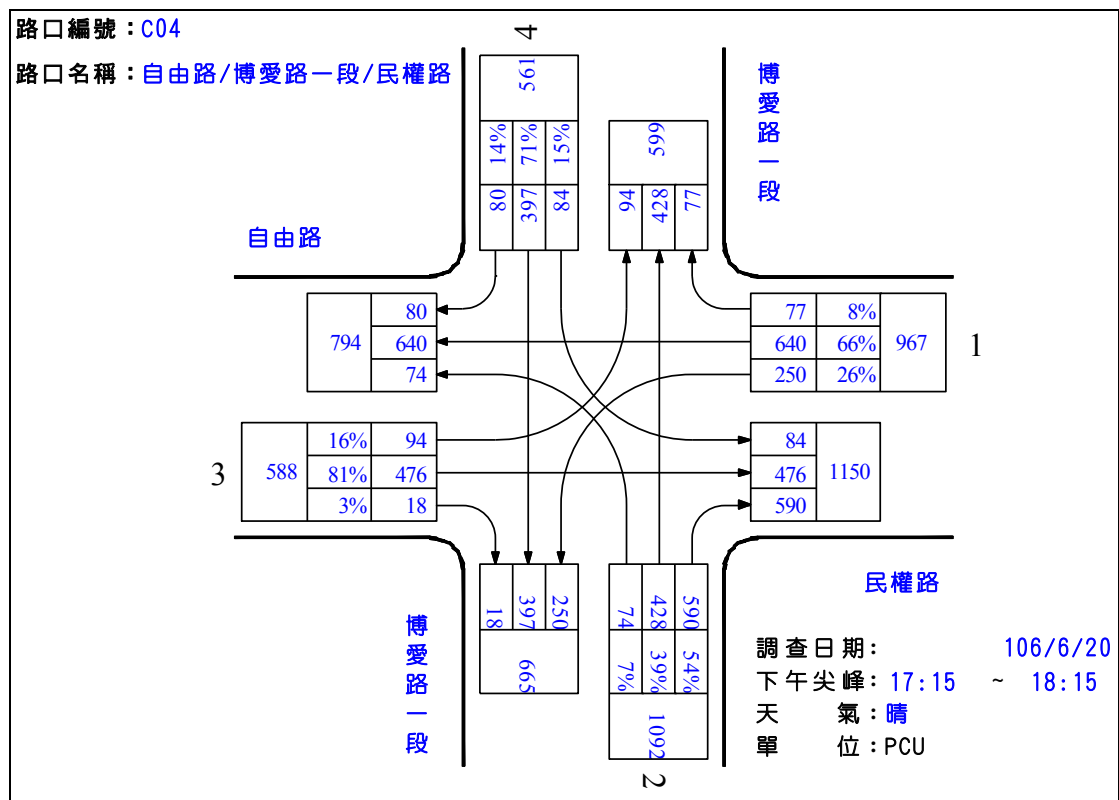 路口編號：C04
路口名稱：自由路/博愛路一段/民權路
4
561
14% 71% 15%
80 397 84
599
94 428 77
博愛路一段
自由路
794
80
640
74
77 8%
640 66%
250 26%
967
1
3
588
16% 94
81% 476
3% 18
84
476
590
1150
博愛路一段
18 397 250
665
74 428 590
7% 39% 54%
1092
2
民權路
調查日期： 106/6/20
下午尖峰：17:15 ~ 18:15
天 氣：晴
單 位：PCU